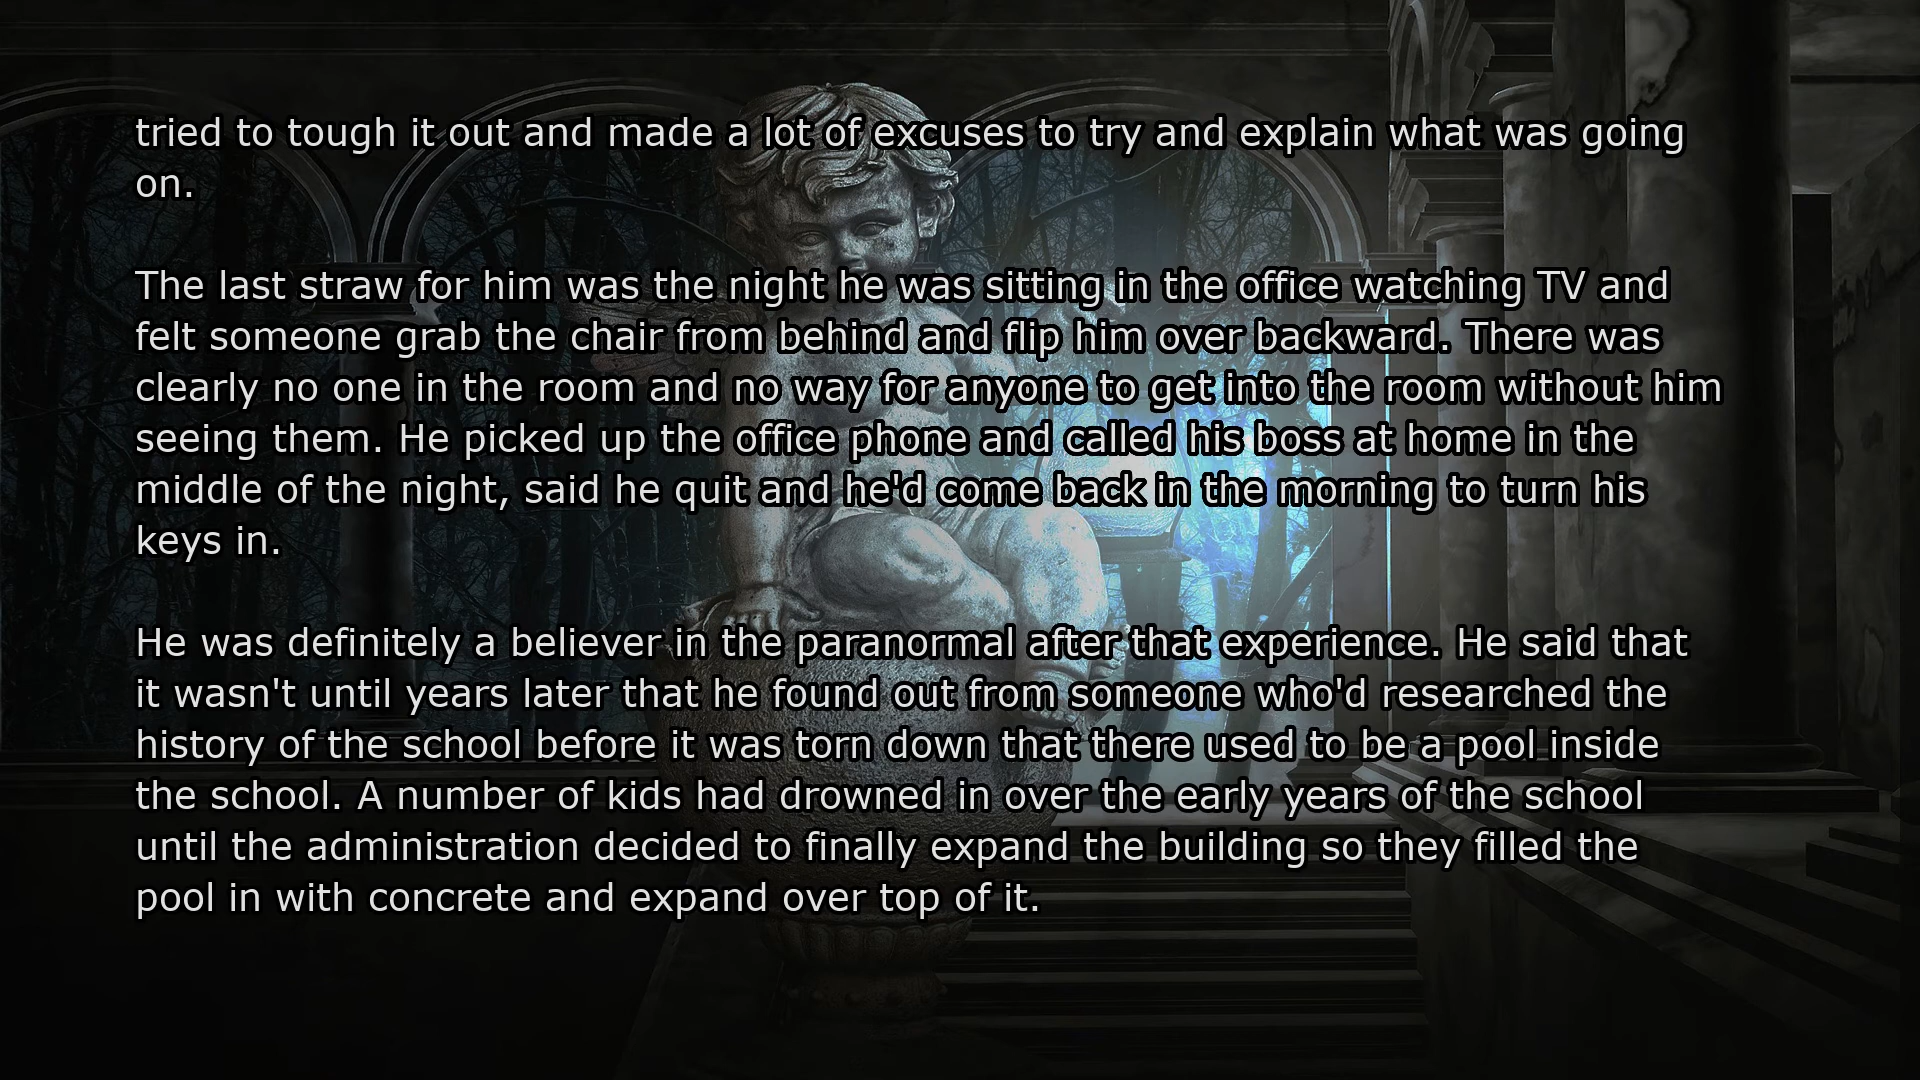 tried to tough it out and made a lot of excuses to try and explain what was going
on.
The last straw for him was the night he was sitting in the office watching TV and
felt someone grab the chair from behind and flip him over backward. There was
clearly no one in the room and no way for anyone to get into the room without him
seeing them. He picked up the office phone and called his boss at home in the
middle of the night, said he quit and he'd come back in the morning to turn his
keys in.
He was definitely a believer in the paranormal after that experience. He said that
it wasn't until years later that he found out from someone who'd researched the
history of the school before it was torn down that there used to be a pool inside
the school. A number of kids had drowned in over the early years of the school
until the administration decided to finally expand the building so they filled the
pool in with concrete and expand over top of it.